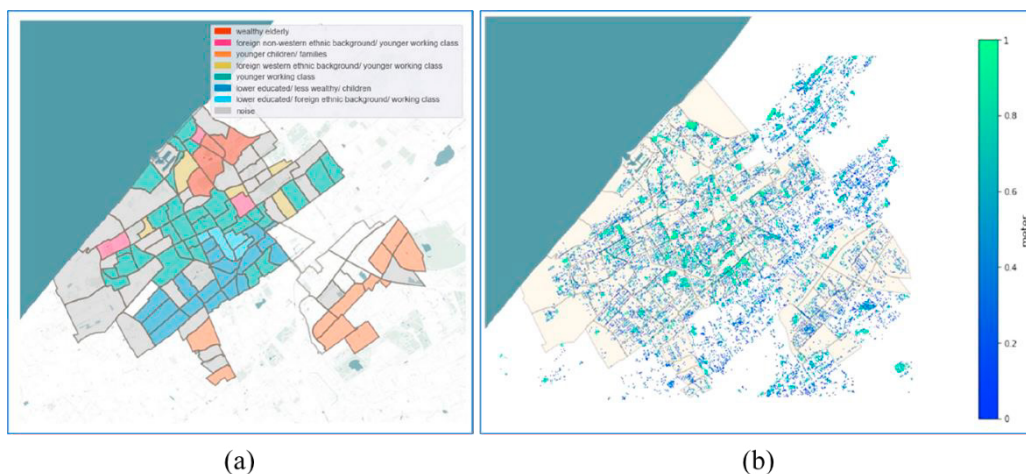 wealthy elderly
foreign non-western ethnic background/ younger working class
younger children/ families
foreign western ethnic background/ younger working class
younger working class
lower educated/ less wealthy/ children
lower educated/ foreign ethnic background/ working class
noise
1
0.8
0.6
0.4
0.2
0
meter
(a)
(b)